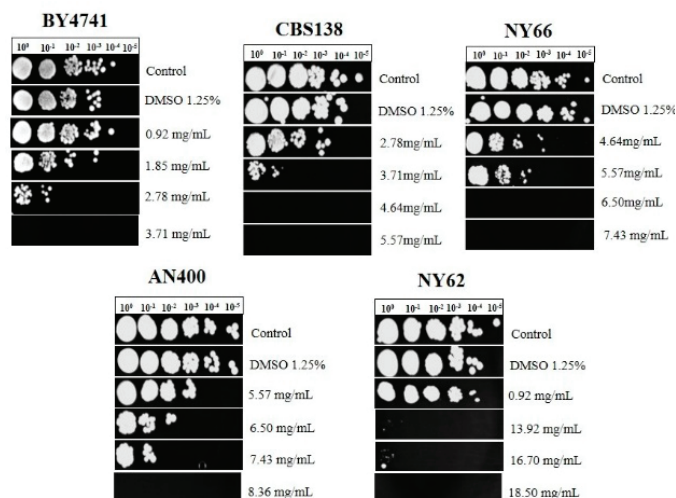 BY4741
10⁰ 10⁻¹ 10⁻² 10⁻³ 10⁻⁴ 10⁻⁵
Control
DMSO 1.25%
0.92 mg/mL
1.85 mg/mL
2.78 mg/mL
3.71 mg/mL
CBS138
10⁰ 10⁻¹ 10⁻² 10⁻³ 10⁻⁴ 10⁻⁵
Control
DMSO 1.25%
2.78mg/mL
3.71 mg/mL
4.64mg/mL
5.57mg/mL
NY66
10⁰ 10⁻¹ 10⁻² 10⁻³ 10⁻⁴ 10⁻⁵
Control
DMSO 1.25%
4.64 mg/mL
5.57mg/mL
6.50 mg/mL
7.43 mg/mL
AN400
10⁰ 10⁻¹ 10⁻² 10⁻³ 10⁻⁴ 10⁻⁵
Control
DMSO 1.25%
5.57 mg/mL
6.50 mg/mL
7.43 mg/mL
8.36 mg/mL
NY62
10⁰ 10⁻¹ 10⁻² 10⁻³ 10⁻⁴ 10⁻⁵
Control
DMSO 1.25%
0.92 mg/mL
13.92 mg/mL
16.70 mg/mL
18.50 mg/mL